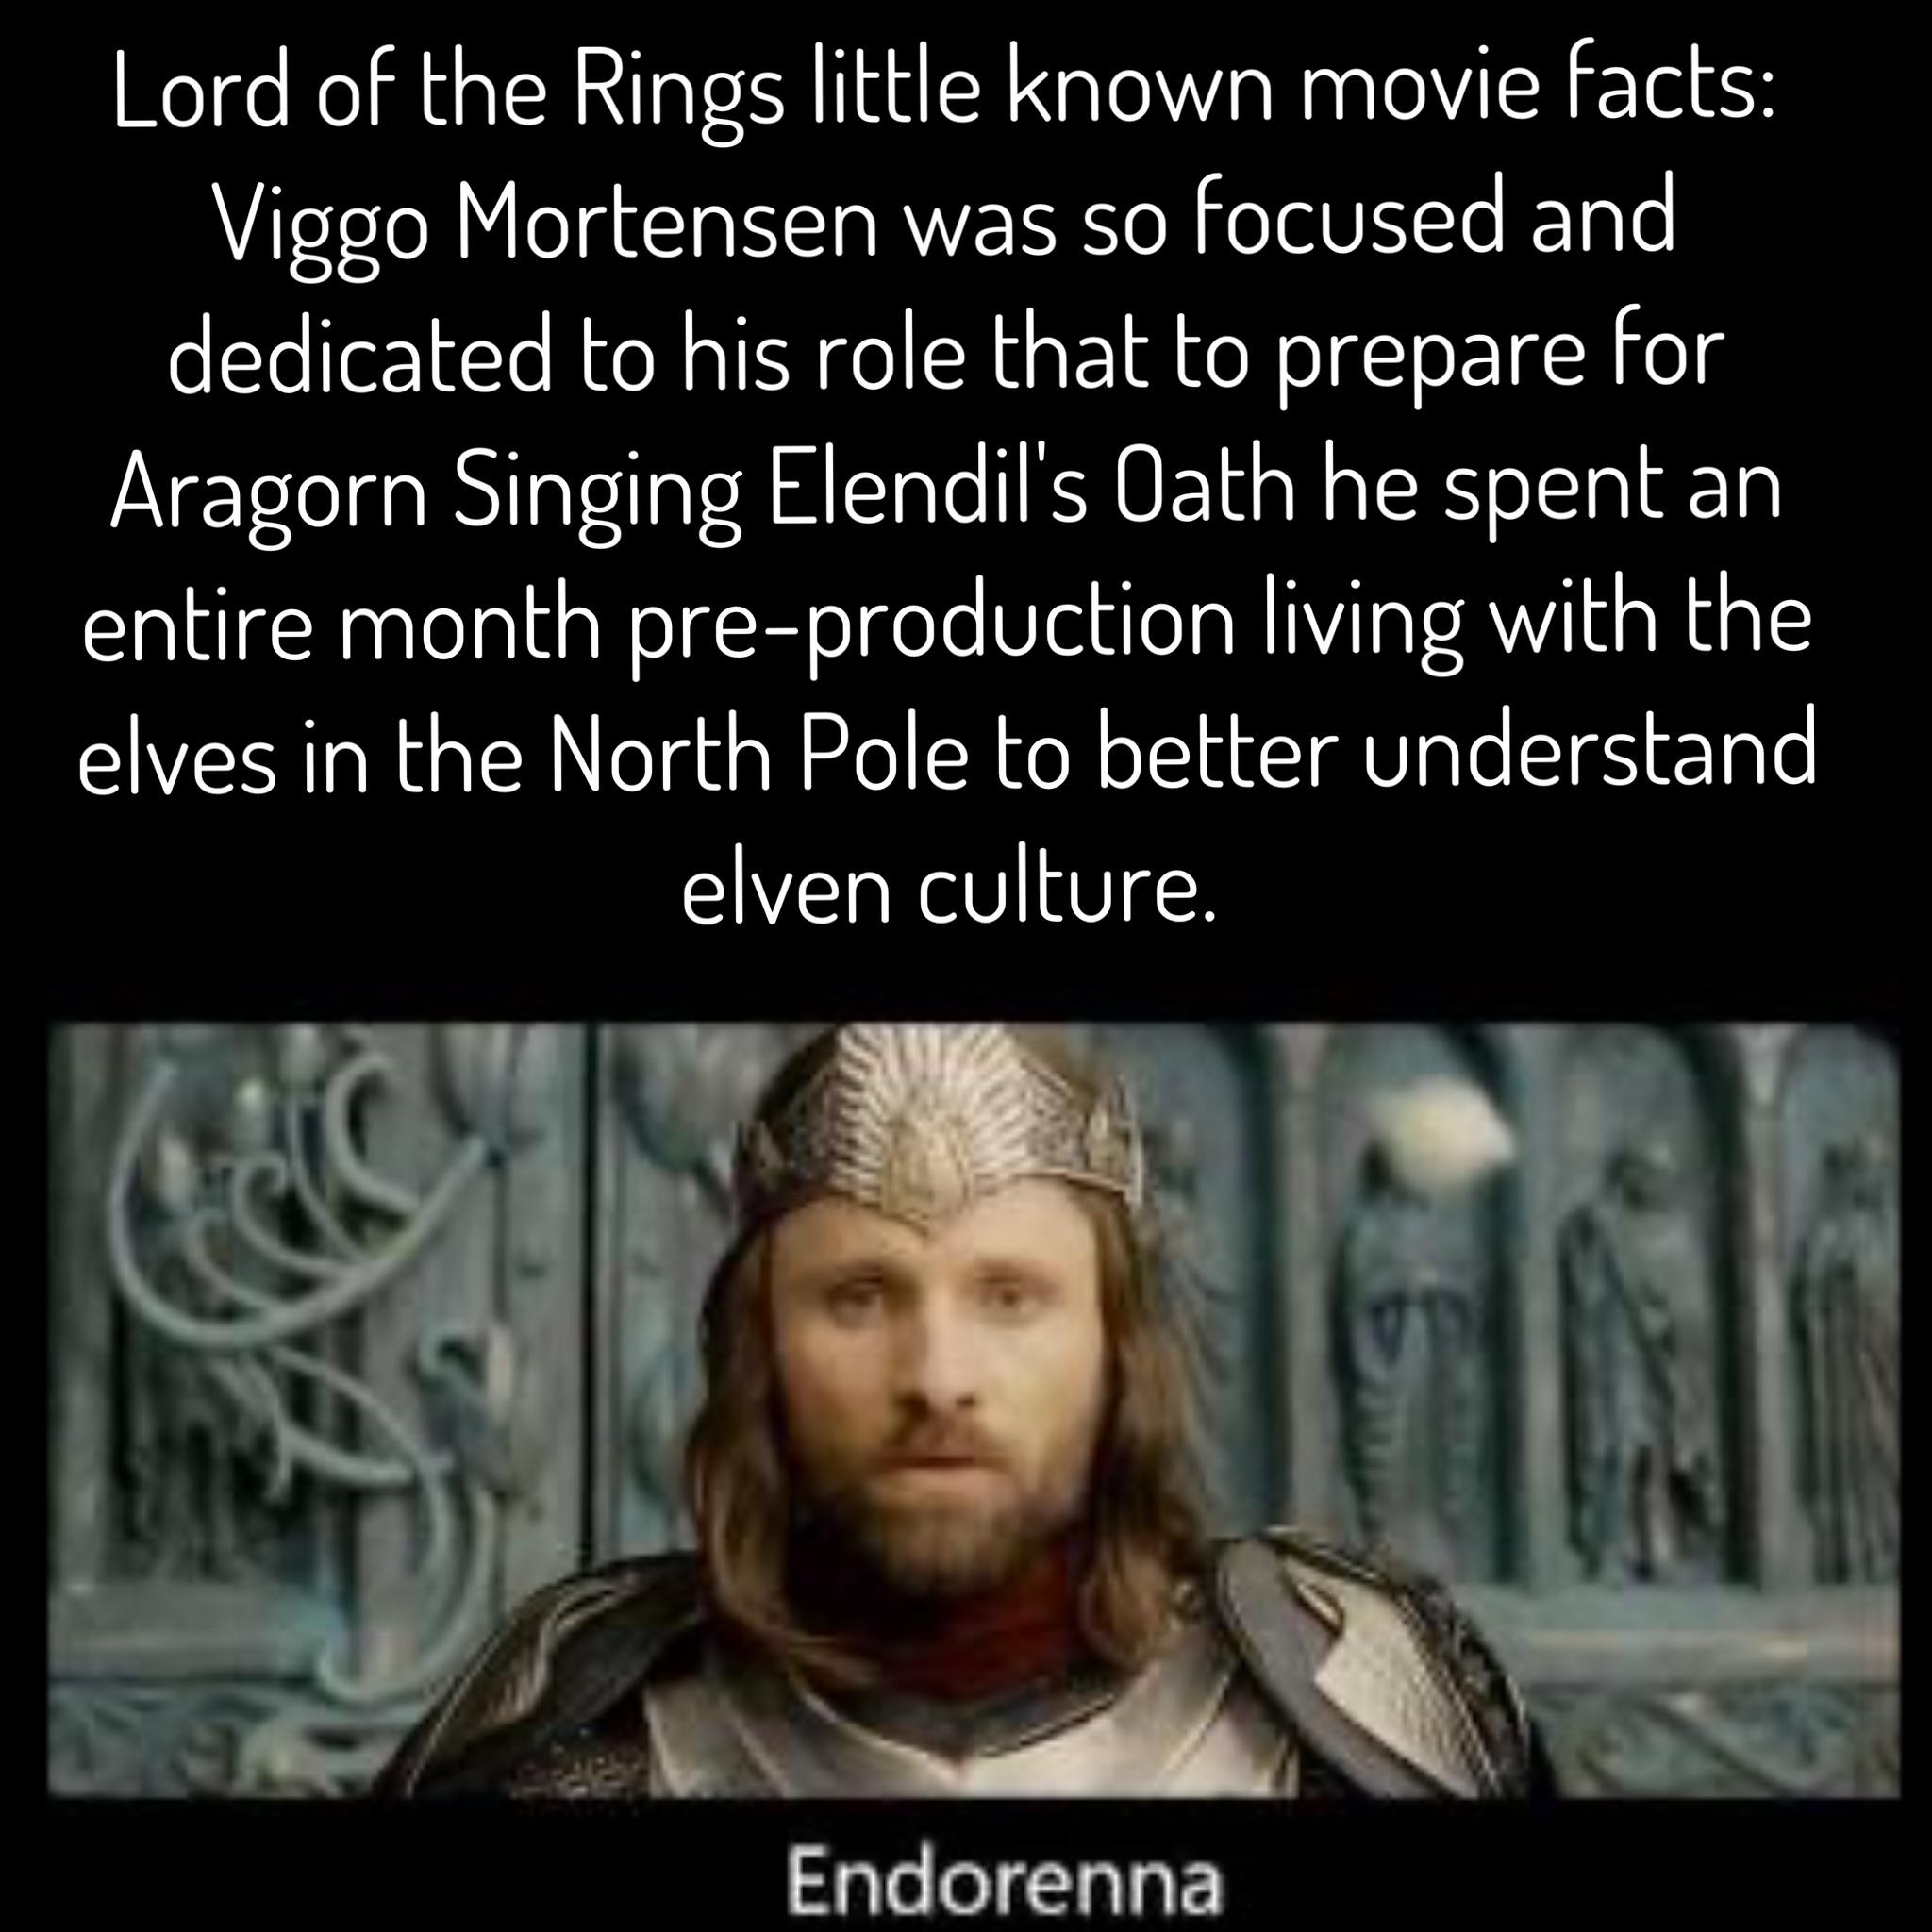 Lord of the Rings little known movie facts:
Viggo Mortensen was so focused and
dedicated to his role that to prepare for
Aragorn Singing Elendil's Oath he spent an
entire month pre-production living with the
elves in the North Pole to better understand
elven culture.
Endorenna